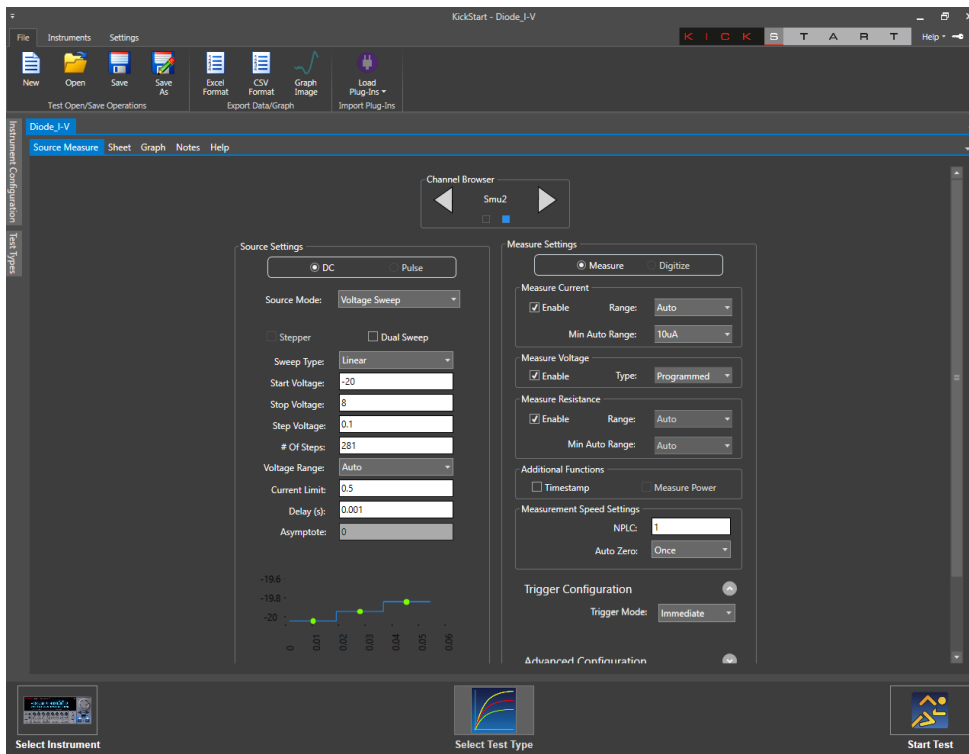 KickStart - Diode_I-V
File Instruments Settings
K I C K S T A R T Help
New Open Save Save As Excel Format CSV Format Graph Image Load Plug-Ins
Test Open/Save Operations Export Data/Graph Import Plug-Ins
Instrument Configuration
Test Types
Diode_I-V
Source Measure Sheet Graph Notes Help
Channel Browser
Smu2
Source Settings
DC Pulse
Source Mode: Voltage Sweep
Stepper Dual Sweep
Sweep Type: Linear
Start Voltage: -20
Stop Voltage: 8
Step Voltage: 0.1
# Of Steps: 281
Voltage Range: Auto
Current Limit: 0.5
Delay (s): 0.001
Asymptote: 0
-19.6
-19.8
-20
0 0.01 0.02 0.03 0.04 0.05 0.06
Measure Settings
Measure Digitize
Measure Current
Enable Range: Auto
Min Auto Range: 10uA
Measure Voltage
Enable Type: Programmed
Measure Resistance
Enable Range: Auto
Min Auto Range: Auto
Additional Functions
Timestamp Measure Power
Measurement Speed Settings
NPLC: 1
Auto Zero: Once
Trigger Configuration
Trigger Mode: Immediate
Advanced Configuration
Select Instrument Select Test Type Start Test